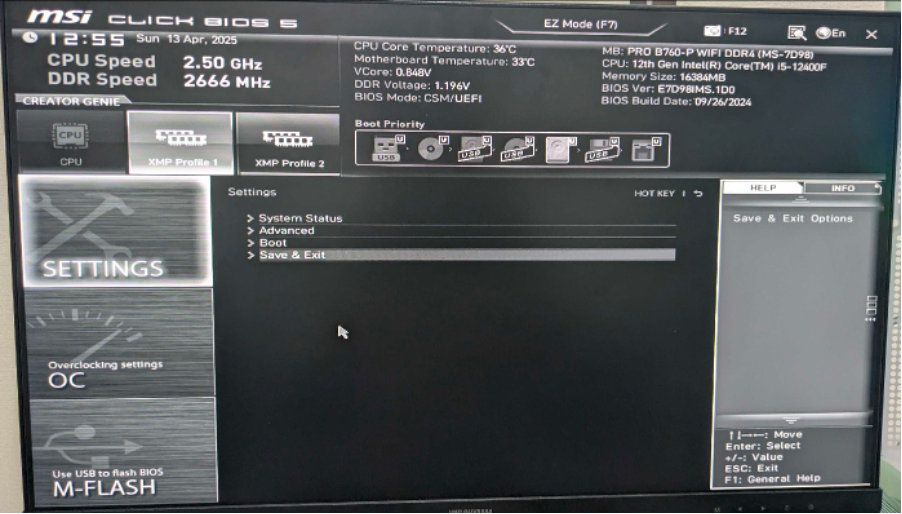 msi CLICK BIOS 5
EZ Mode (F7)
: F12
En
X
12:55 Sun 13 Apr, 2025
CPU Speed 2.50 GHz
DDR Speed 2666 MHz
CREATOR GENIE
CPU
CPU
XMP Profile 1
XMP Profile 2
CPU Core Temperature: 36°C
Motherboard Temperature: 33°C
VCore: 0.848V
DDR Voltage: 1.196V
BIOS Mode: CSM/UEFI
MB: PRO B760-P WIFI DDR4 (MS-7D98)
CPU: 12th Gen Intel(R) Core(TM) i5-12400F
Memory Size: 16384MB
BIOS Ver: E7D98IMS.1D0
BIOS Build Date: 09/26/2024
Boot Priority
U U U U U U U
USB USB USB USB
SETTINGS
Overclocking settings
OC
Use USB to flash BIOS
M-FLASH
Settings
HOT KEY |
> System Status
> Advanced
> Boot
> Save & Exit
HELP
INFO
Save & Exit Options
↑↓→←: Move
Enter: Select
+/-: Value
ESC: Exit
F1: General Help